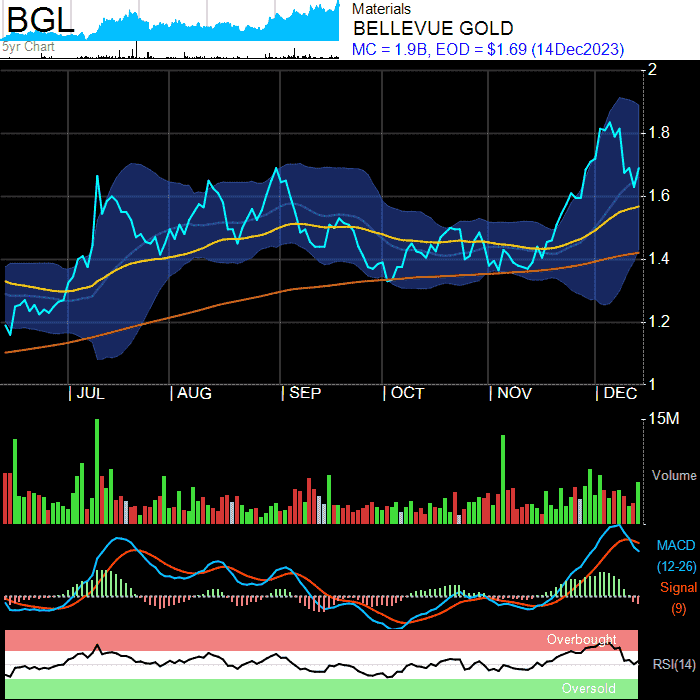 BGL
5yr Chart
Materials
BELLEVUE GOLD
MC = 1.9B, EOD = $1.69 (14Dec2023)
2
1.8
1.6
1.4
1.2
1
JUL AUG SEP OCT NOV DEC
15M
Volume
MACD
(12-26)
Signal
(9)
Overbought
RSI(14)
Oversold